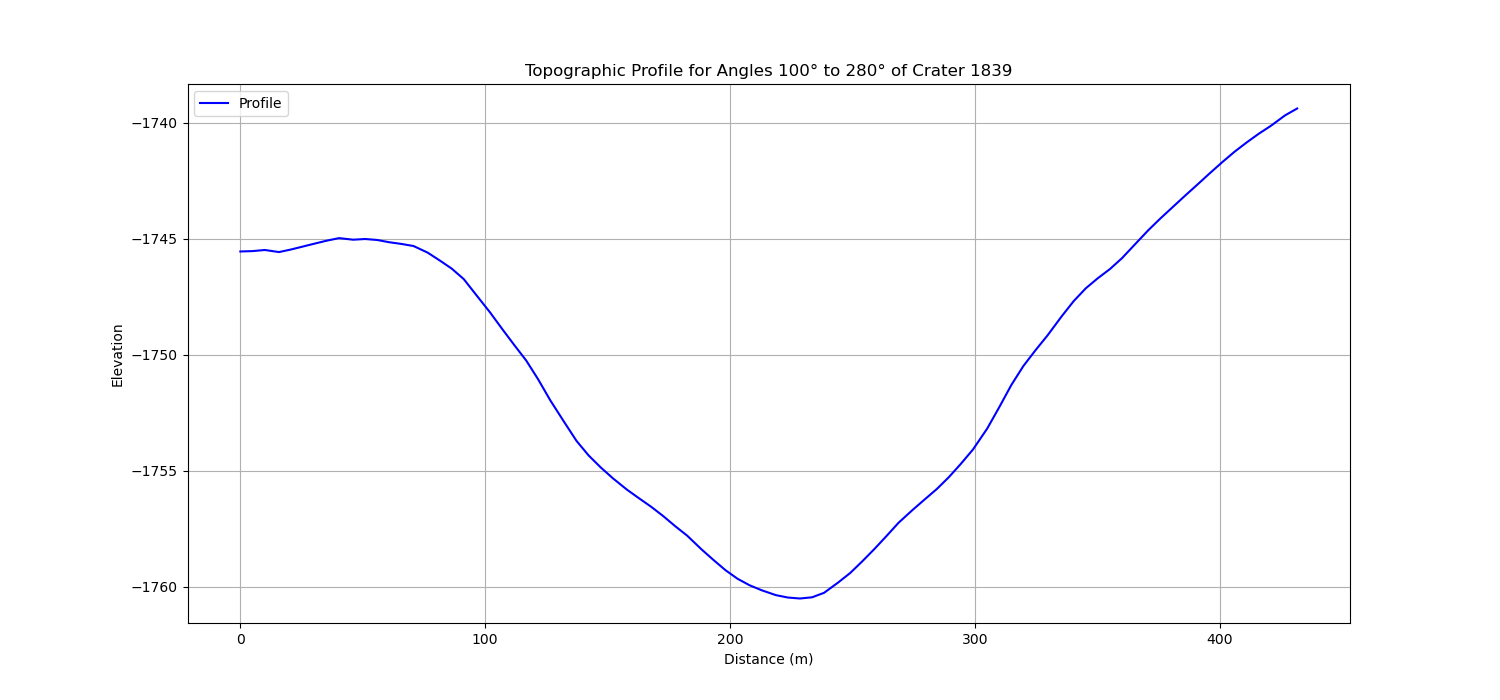 Topographic Profile for Angles 100° to 280° of Crater 1839
Profile
−1740
−1745
−1750
−1755
−1760
Elevation
0 100 200 300 400
Distance (m)